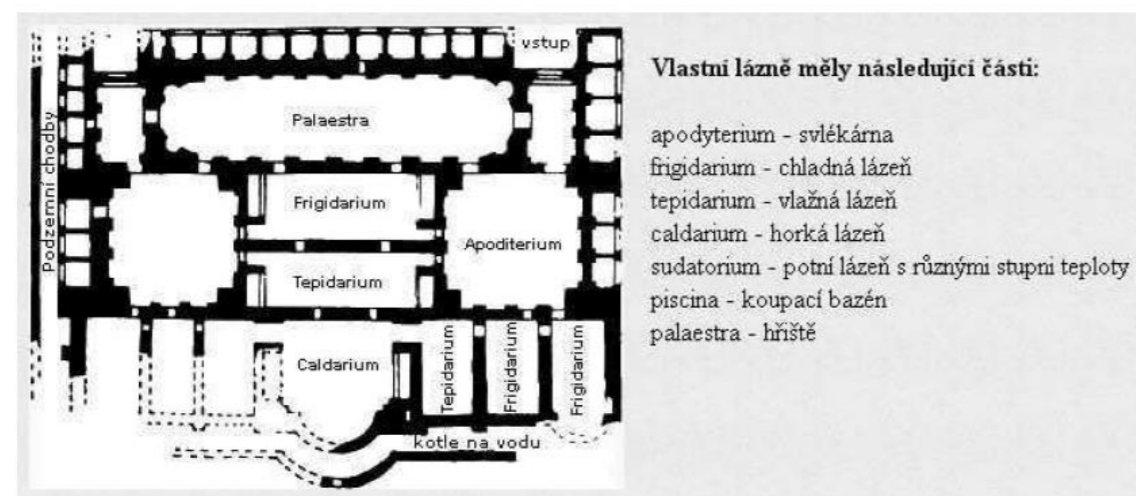 vstup
Palaestra
Podzemní chodby
Frigidarium
Apoditerium
Tepidarium
Caldarium
Tepidarium
Frigidarium
Frigidarium
kotle na vodu
Vlastní lázně měly následující části:
apodyterium - svlékárna
frigidarium - chladná lázeň
tepidarium - vlažná lázeň
caldarium - horká lázeň
sudatorium - potní lázeň s různými stupni teploty
piscina - koupací bazén
palaestra - hřiště